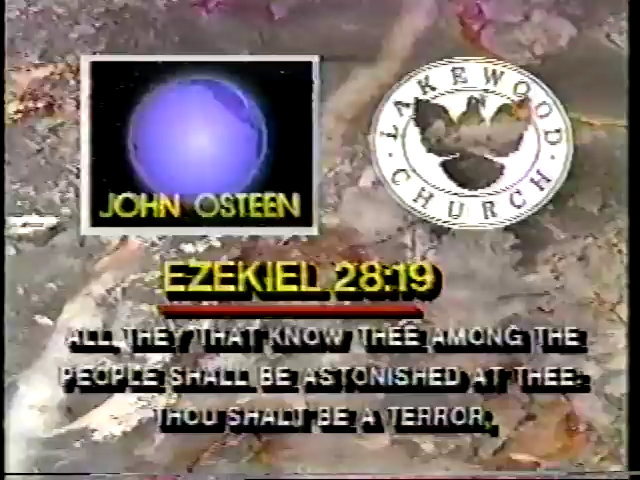 JOHN OSTEEN
LAKEWOOD
CHURCH
EZEKIEL 28:19
ALL THEY THAT KNOW THEE AMONG THE
PEOPLE SHALL BE ASTONISHED AT THEE:
THOU SHALT BE A TERROR,